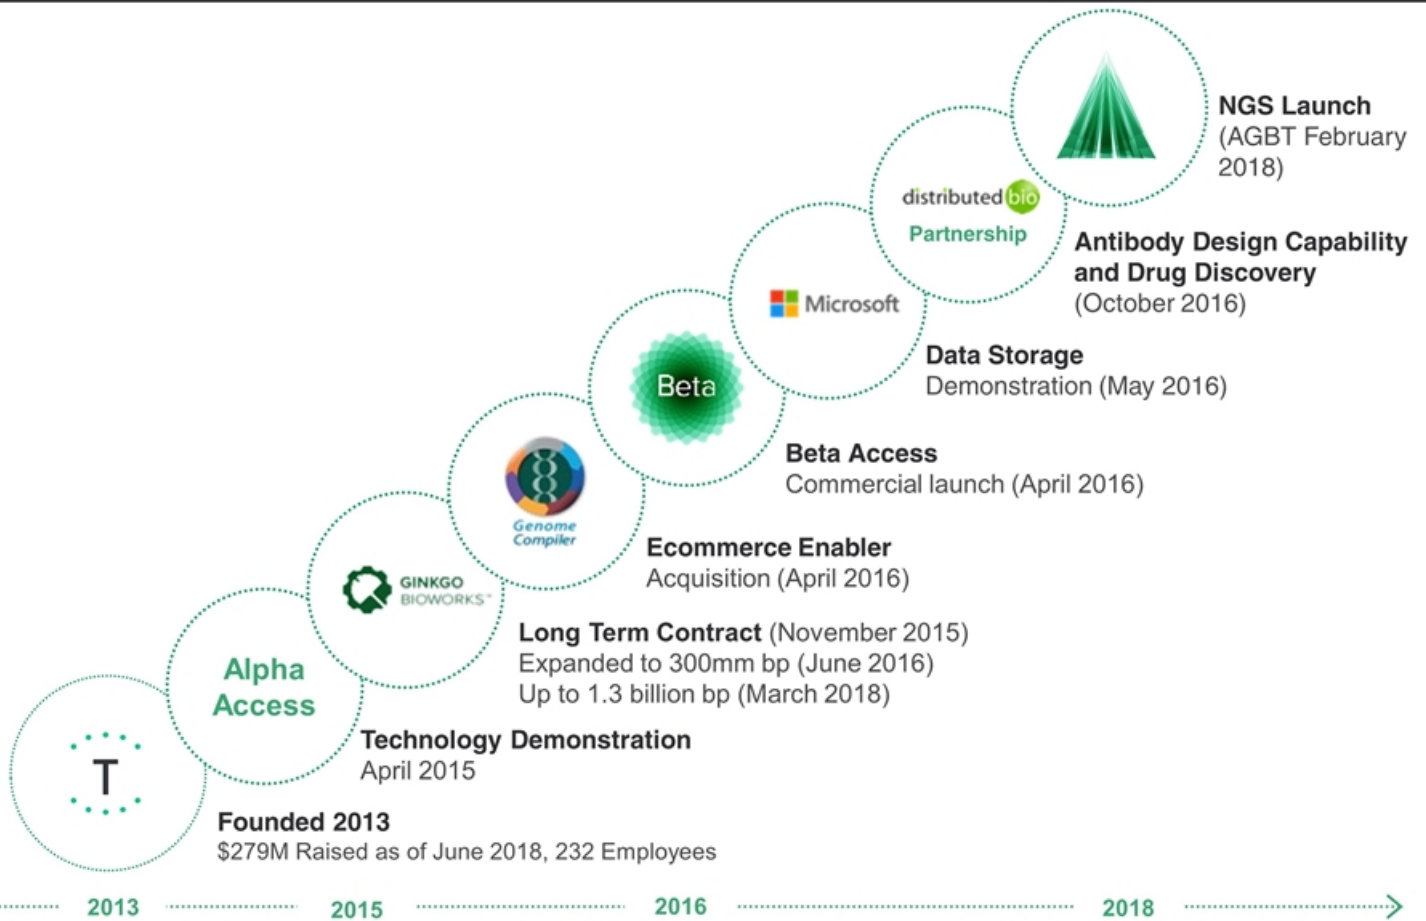 NGS Launch
(AGBT February
2018)
distributed bio
Partnership
Antibody Design Capability
and Drug Discovery
(October 2016)
Microsoft
Data Storage
Demonstration (May 2016)
Beta
Beta Access
Commercial launch (April 2016)
Genome
Compiler
Ecommerce Enabler
Acquisition (April 2016)
GINKGO
BIOWORKS™
Long Term Contract (November 2015)
Expanded to 300mm bp (June 2016)
Up to 1.3 billion bp (March 2018)
Alpha
Access
Technology Demonstration
April 2015
T
Founded 2013
$279M Raised as of June 2018, 232 Employees
2013
2015
2016
2018